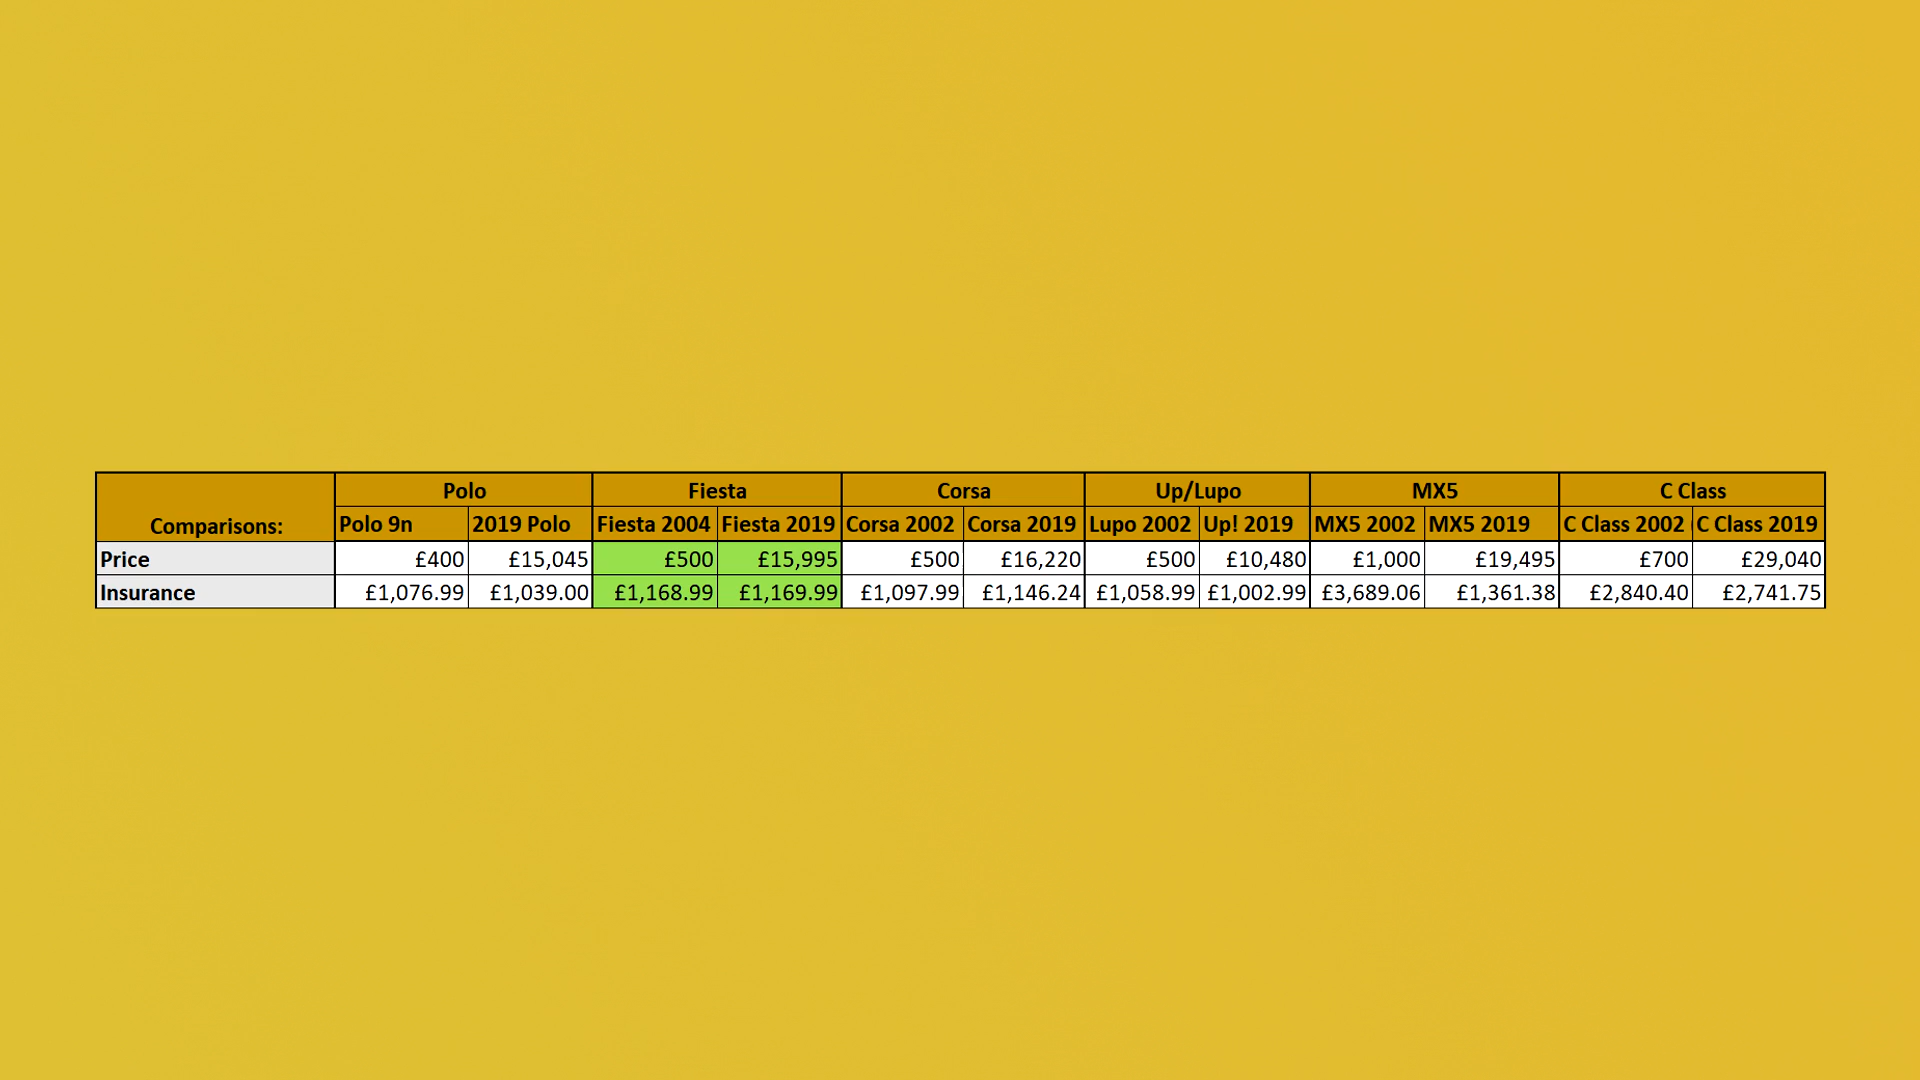 Polo Fiesta Corsa Up/Lupo MX5 C Class
Comparisons: Polo 9n 2019 Polo Fiesta 2004 Fiesta 2019 Corsa 2002 Corsa 2019 Lupo 2002 Up! 2019 MX5 2002 MX5 2019 C Class 2002 C Class 2019
Price £400 £15,045 £500 £15,995 £500 £16,220 £500 £10,480 £1,000 £19,495 £700 £29,040
Insurance £1,076.99 £1,039.00 £1,168.99 £1,169.99 £1,097.99 £1,146.24 £1,058.99 £1,002.99 £3,689.06 £1,361.38 £2,840.40 £2,741.75